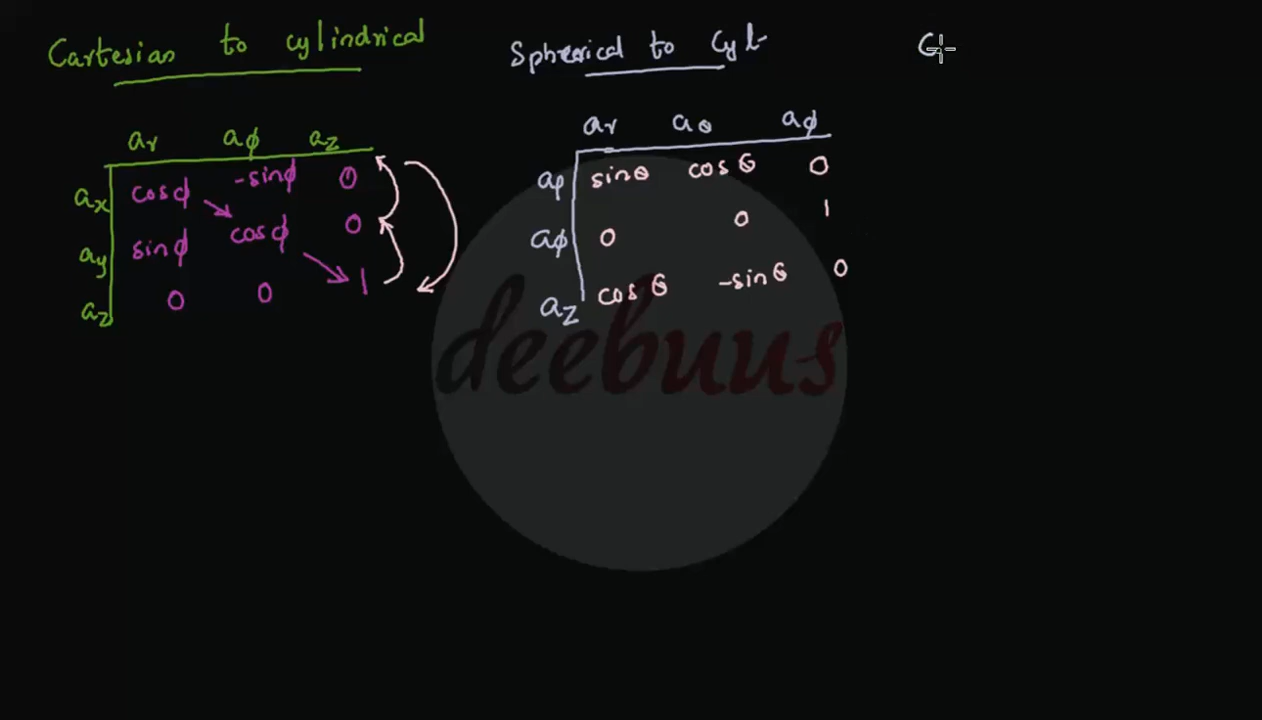 Cartesian to cylindrical
ar aφ az
ax cosφ -sinφ 0
ay sinφ cosφ 0
az 0 0 1
Spherical to Cyl-
ar aθ aφ
aρ sinθ cosθ 0
aφ 0 0 1
az cosθ -sinθ 0
C
deebuus